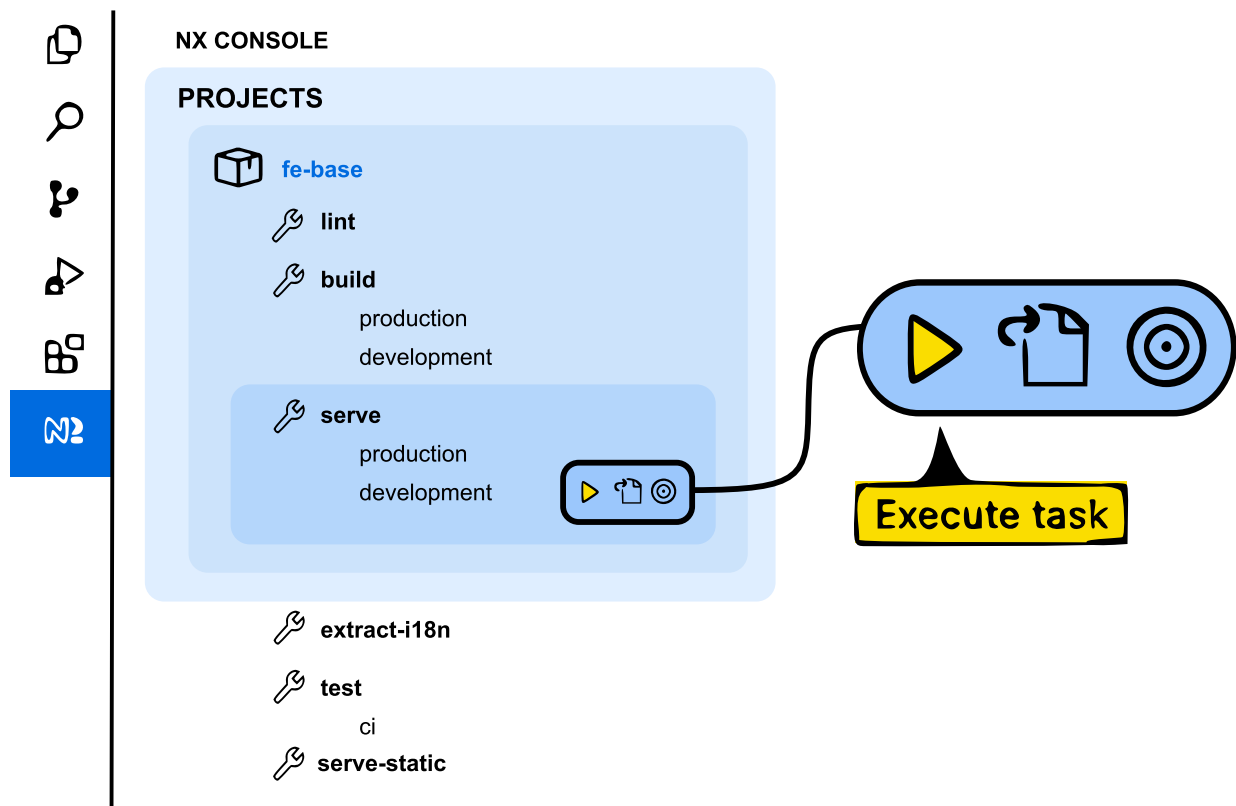 NX CONSOLE
PROJECTS
fe-base
lint
build
production
development
serve
production
development
Execute task
extract-i18n
test
ci
serve-static